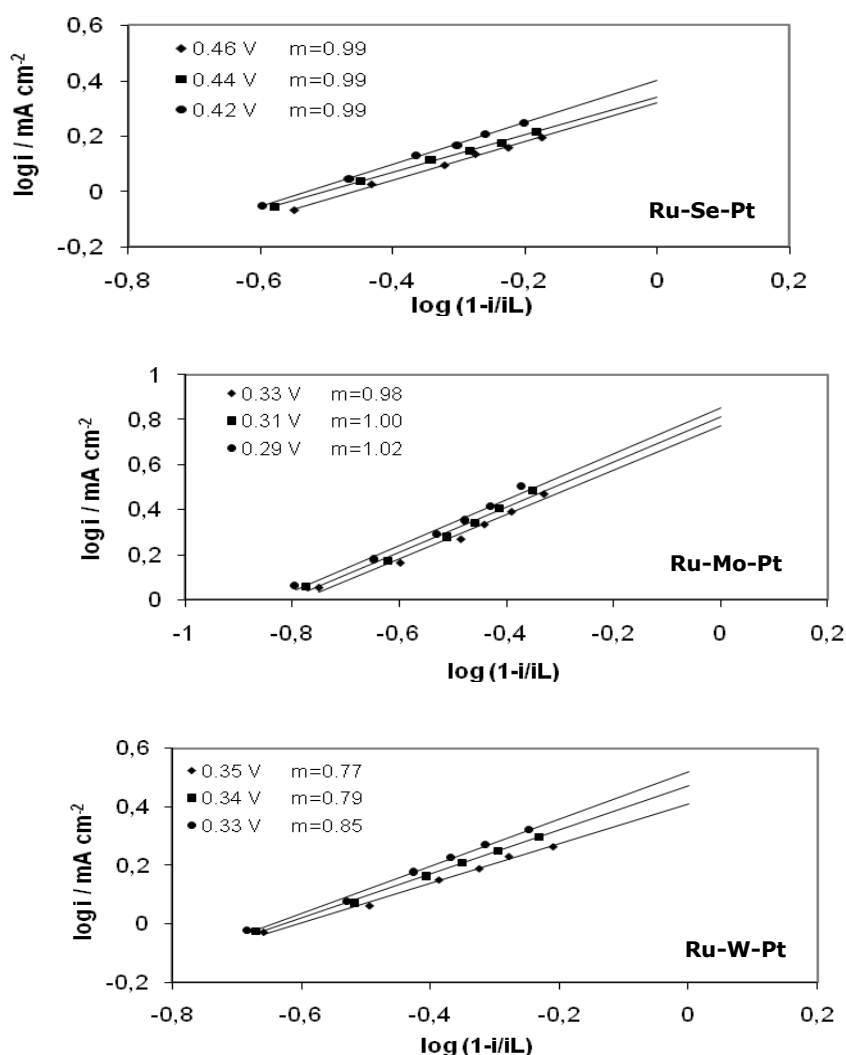 0,6
0.46 V m=0.99
0,4
0.44 V m=0.99
0.42 V m=0.99
0,2
0
Ru-Se-Pt
-0,2
-0,8 -0,6 -0,4 -0,2 0 0,2
log i / mA cm-2
log (1-i/iL)
1
0.33 V m=0.98
0,8
0.31 V m=1.00
0.29 V m=1.02
0,6
0,4
0,2
Ru-Mo-Pt
0
-1 -0,8 -0,6 -0,4 -0,2 0 0,2
log i / mA cm-2
log (1-i/iL)
0,6
0.35 V m=0.77
0.34 V m=0.79
0,4
0.33 V m=0.85
0,2
0
Ru-W-Pt
-0,2
-0,8 -0,6 -0,4 -0,2 0 0,2
log i / mA cm-2
log (1-i/iL)